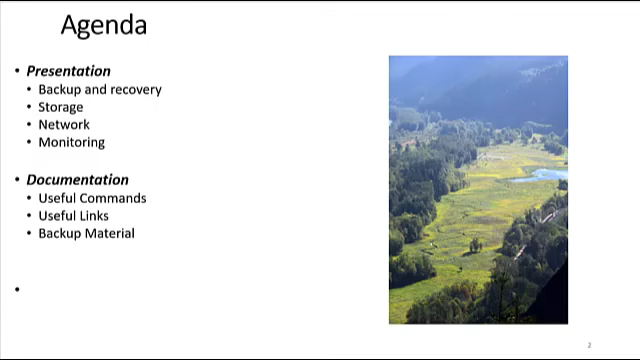 Agenda
• Presentation
• Backup and recovery
• Storage
• Network
• Monitoring
• Documentation
• Useful Commands
• Useful Links
• Backup Material
•
2